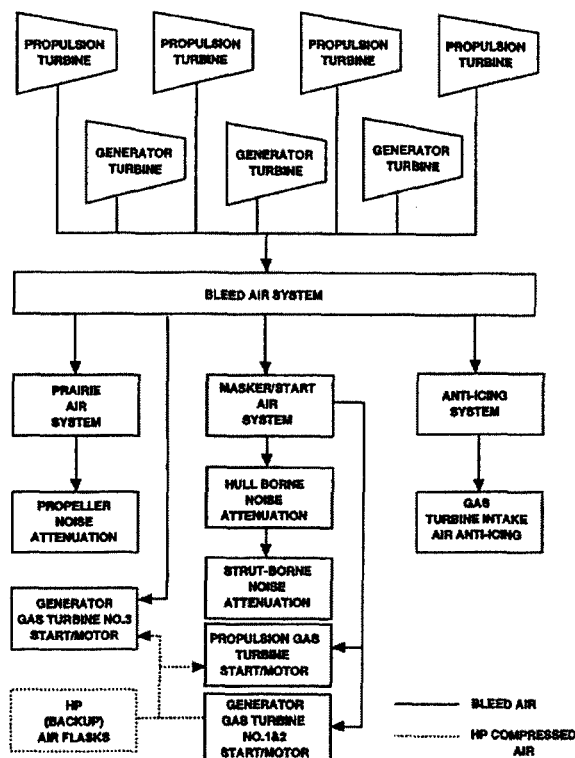 PROPULSION
TURBINE
PROPULSION
TURBINE
PROPULSION
TURBINE
PROPULSION
TURBINE
GENERATOR
TURBINE
GENERATOR
TURBINE
GENERATOR
TURBINE
BLEED AIR SYSTEM
PRAIRIE
AIR
SYSTEM
MASKER/START
AIR
SYSTEM
ANTI-ICING
SYSTEM
PROPELLER
NOISE
ATTENUATION
HULL BORNE
NOISE
ATTENUATION
GAS
TURBINE INTAKE
AIR ANTI-ICING
STRUT-BORNE
NOISE
ATTENUATION
GENERATOR
GAS TURBINE NO.3
START/MOTOR
PROPULSION GAS
TURBINE
START/MOTOR
HP
(BACKUP)
AIR FLASKS
GENERATOR
GAS TURBINE
NO.1&2
START/MOTOR
BLEED AIR
HP COMPRESSED
AIR